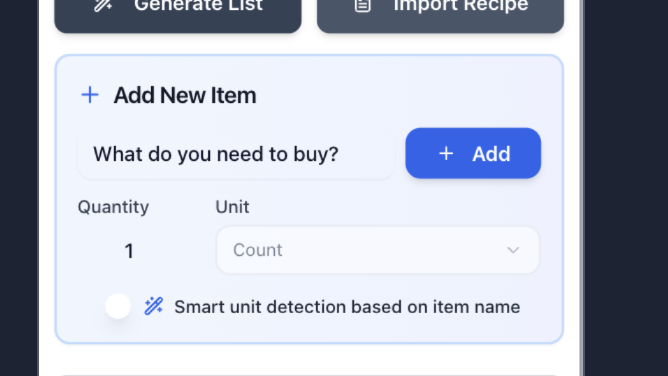 Generate List
Import Recipe
Add New Item
What do you need to buy?
Add
Quantity
Unit
1
Count
Smart unit detection based on item name